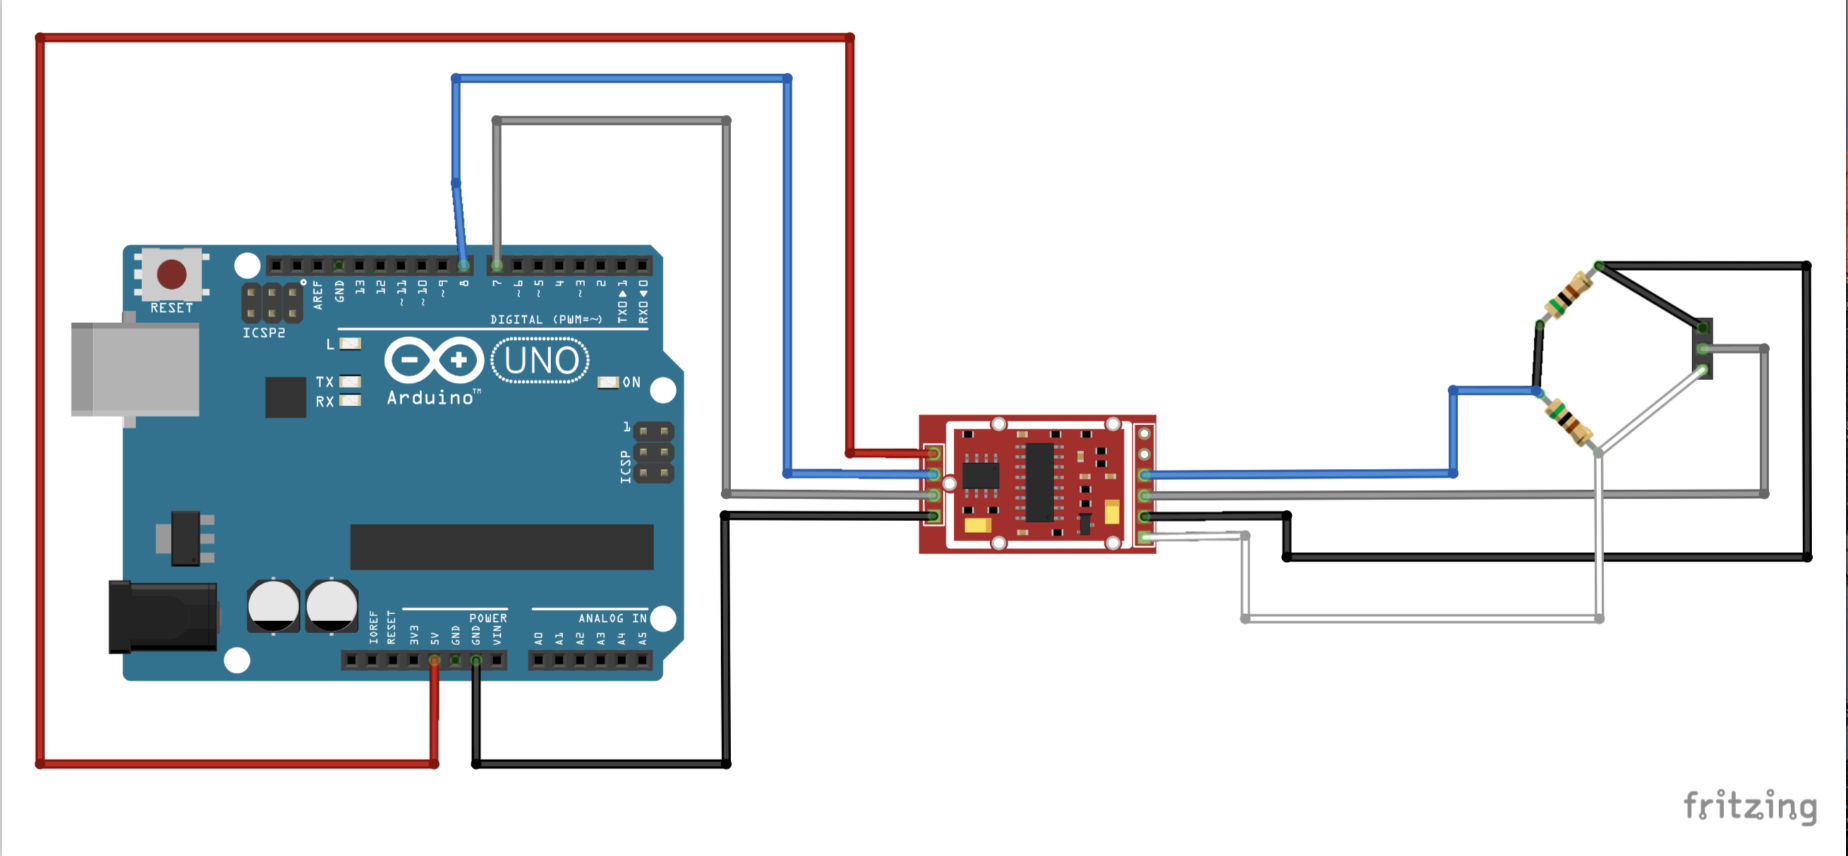 RESET
ICSP2
AREF
GND
13
12
~11
~10
~9
8
7
~6
~5
4
~3
2
TX0▶1
RX0◀0
DIGITAL (PWM=~)
L
TX
RX
UNO
Arduino™
ON
1
ICSP
POWER
ANALOG IN
IOREF
RESET
3V3
5V
GND
GND
VIN
A0
A1
A2
A3
A4
A5
fritzing